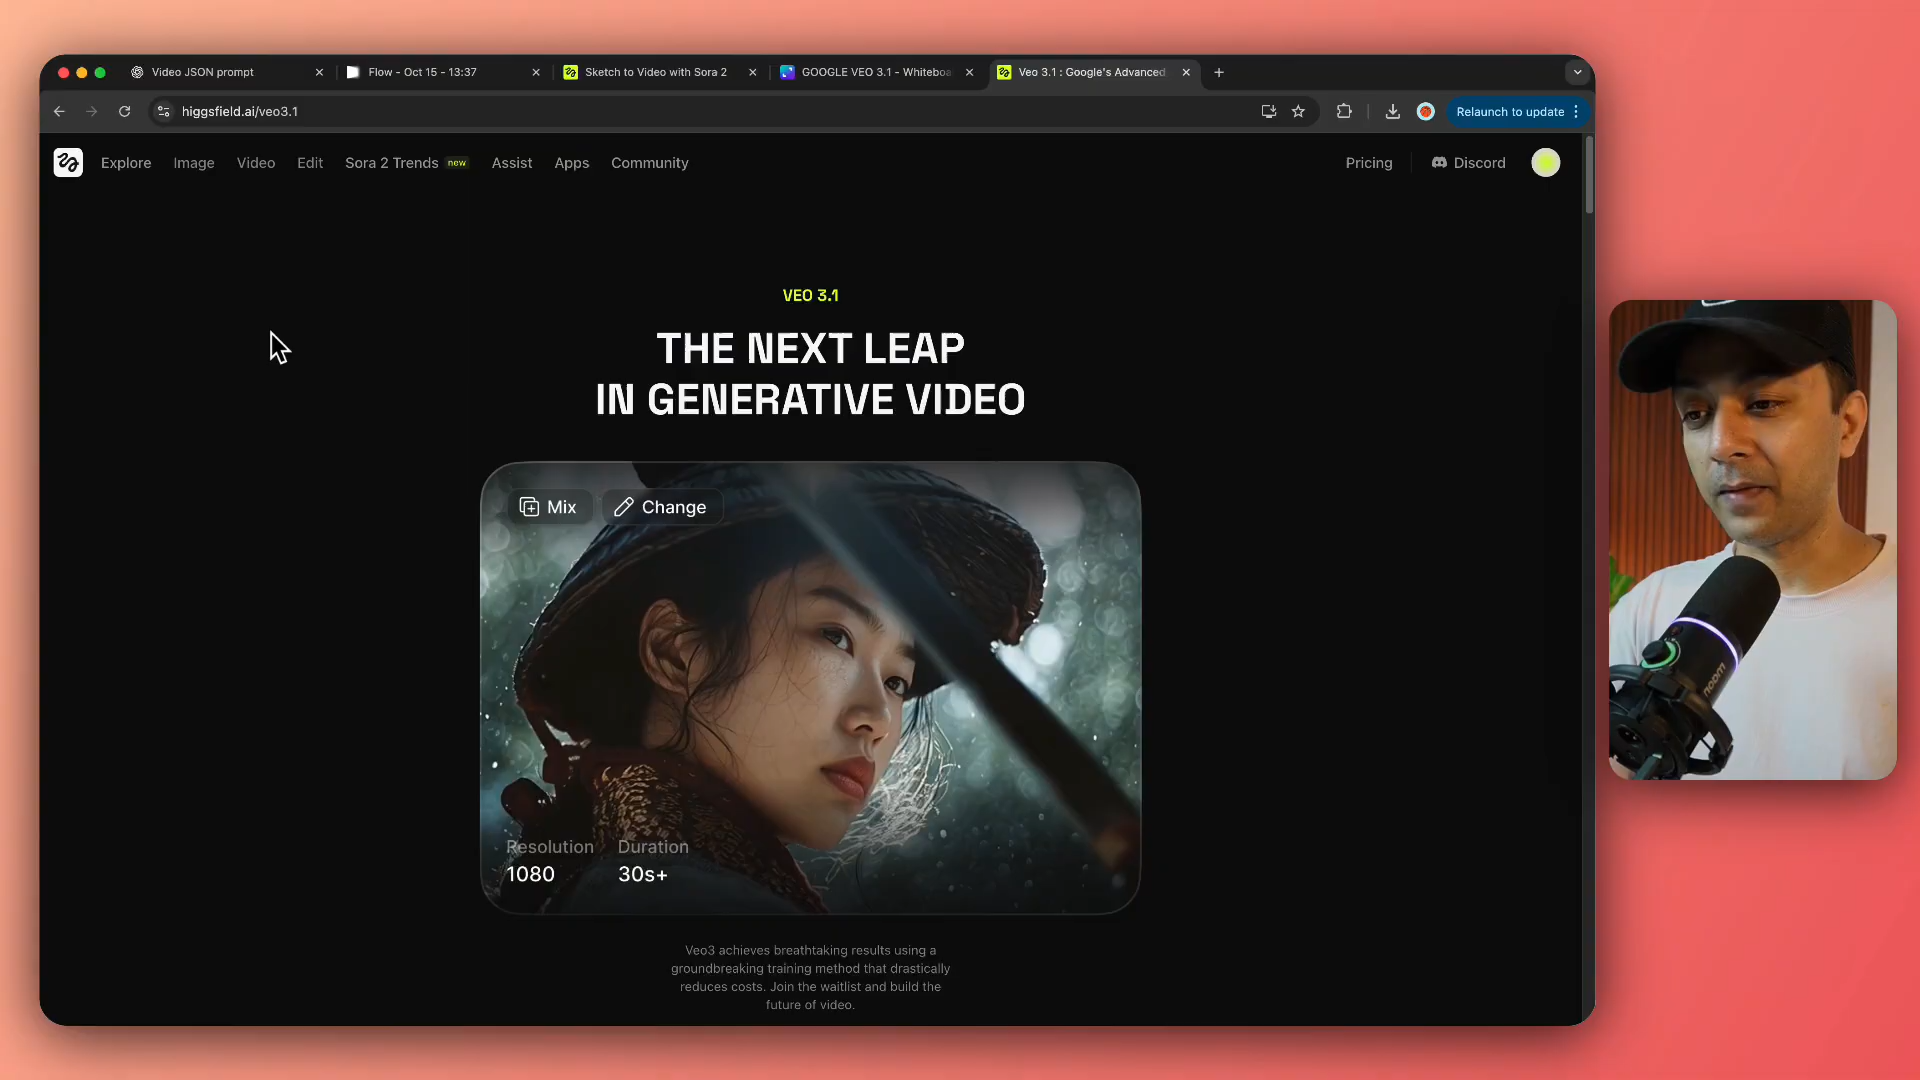 Video JSON prompt
Flow - Oct 15 - 13:37
Sketch to Video with Sora 2
GOOGLE VEO 3.1 - Whiteboa
Veo 3.1 : Google's Advanced
higgsfield.ai/veo3.1
Relaunch to update
Explore
Image
Video
Edit
Sora 2 Trends new
Assist
Apps
Community
Pricing
Discord
VEO 3.1
THE NEXT LEAP
IN GENERATIVE VIDEO
Mix
Change
Resolution
1080
Duration
30s+
Veo3 achieves breathtaking results using a
groundbreaking training method that drastically
reduces costs. Join the waitlist and build the
future of video.
noom